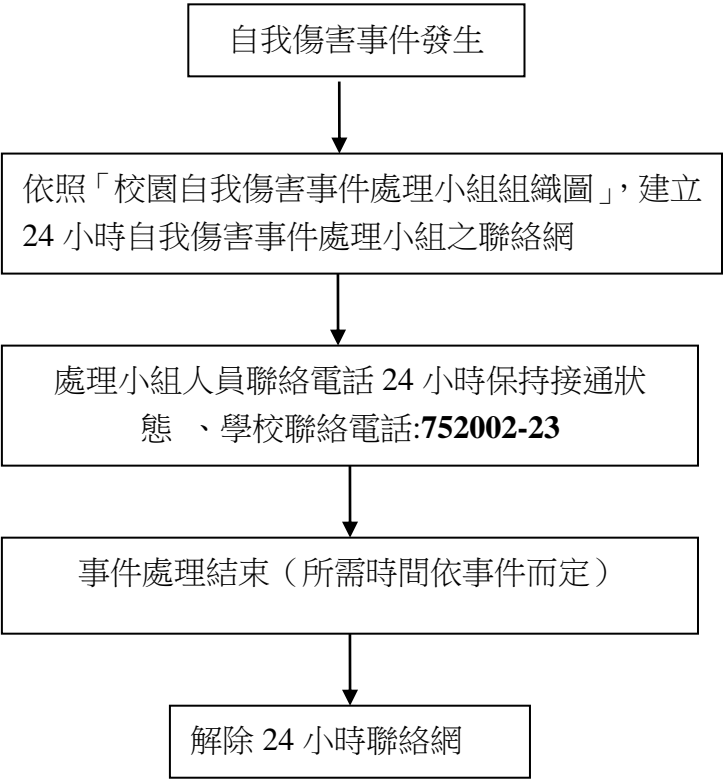 自我傷害事件發生
依照「校園自我傷害事件處理小組組織圖」，建立
24 小時自我傷害事件處理小組之聯絡網
處理小組人員聯絡電話 24 小時保持接通狀
態 、學校聯絡電話:752002-23
事件處理結束（所需時間依事件而定）
解除 24 小時聯絡網